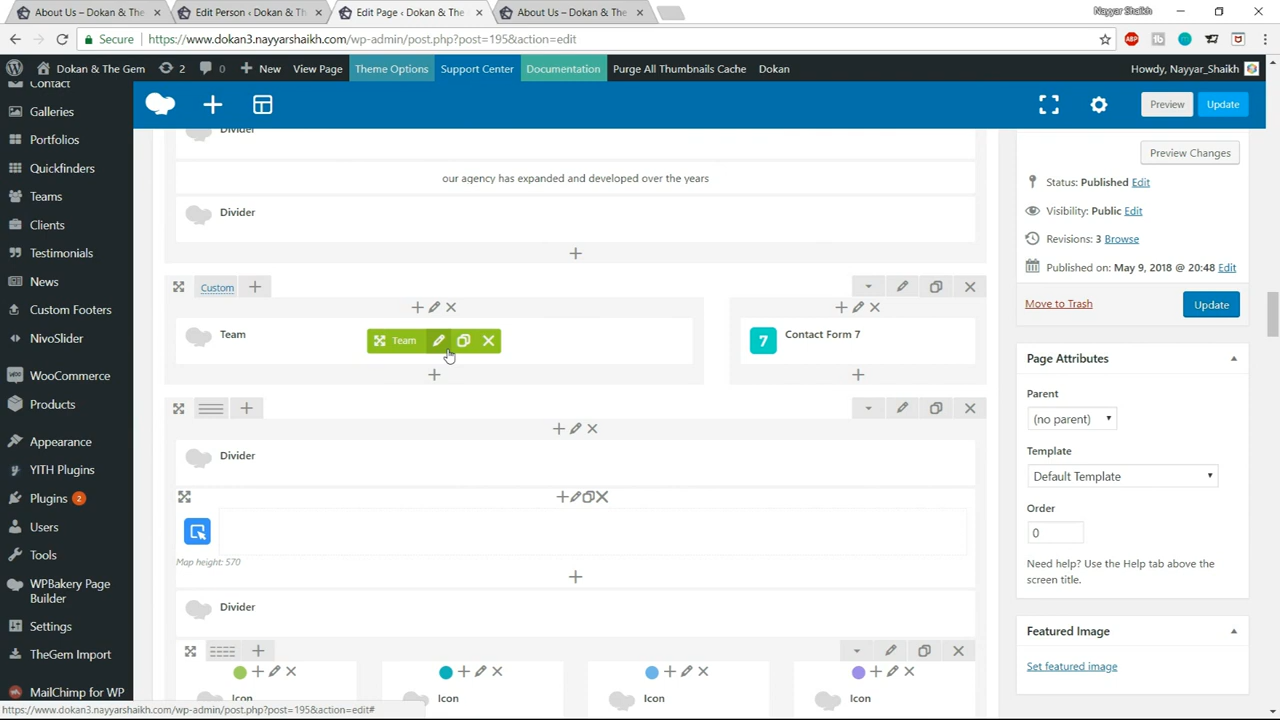 About Us – Dokan & The
Edit Person ‹ Dokan & Th
Edit Page ‹ Dokan & The
About Us – Dokan & The
Nayyar Shaikh
Secure
https://www.dokan3.nayyarshaikh.com/wp-admin/post.php?post=195&action=edit
ABP
Dokan & The Gem
2
0
New
View Page
Theme Options
Support Center
Documentation
Purge All Thumbnails Cache
Dokan
Howdy, Nayyar_Shaikh
Contact
Galleries
Portfolios
Quickfinders
Teams
Clients
Testimonials
News
Custom Footers
NivoSlider
WooCommerce
Products
Appearance
YITH Plugins
Plugins 2
Users
Tools
WPBakery Page
Builder
Settings
TheGem Import
MailChimp for WP
Preview
Update
Divider
our agency has expanded and developed over the years
Divider
Custom
Team
Team
7
Contact Form 7
Divider
Map height: 570
Divider
Icon
Icon
Icon
Icon
Preview Changes
Status: Published Edit
Visibility: Public Edit
Revisions: 3 Browse
Published on: May 9, 2018 @ 20:48 Edit
Move to Trash
Update
Page Attributes
Parent
(no parent)
Template
Default Template
Order
0
Need help? Use the Help tab above the
screen title.
Featured Image
Set featured image
https://www.dokan3.nayyarshaikh.com/wp-admin/post.php?post=195&action=edit#